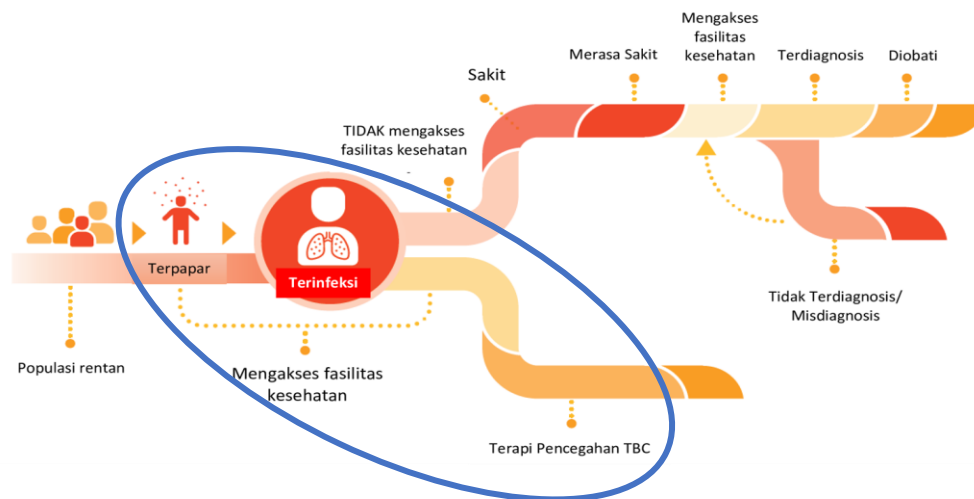 Mengakses
fasilitas
kesehatan
Merasa Sakit
Terdiagnosis
Diobati
Sakit
TIDAK mengakses
fasilitas kesehatan
Terpapar
Terinfeksi
Tidak Terdiagnosis/
Misdiagnosis
Populasi rentan
Mengakses fasilitas
kesehatan
Terapi Pencegahan TBC